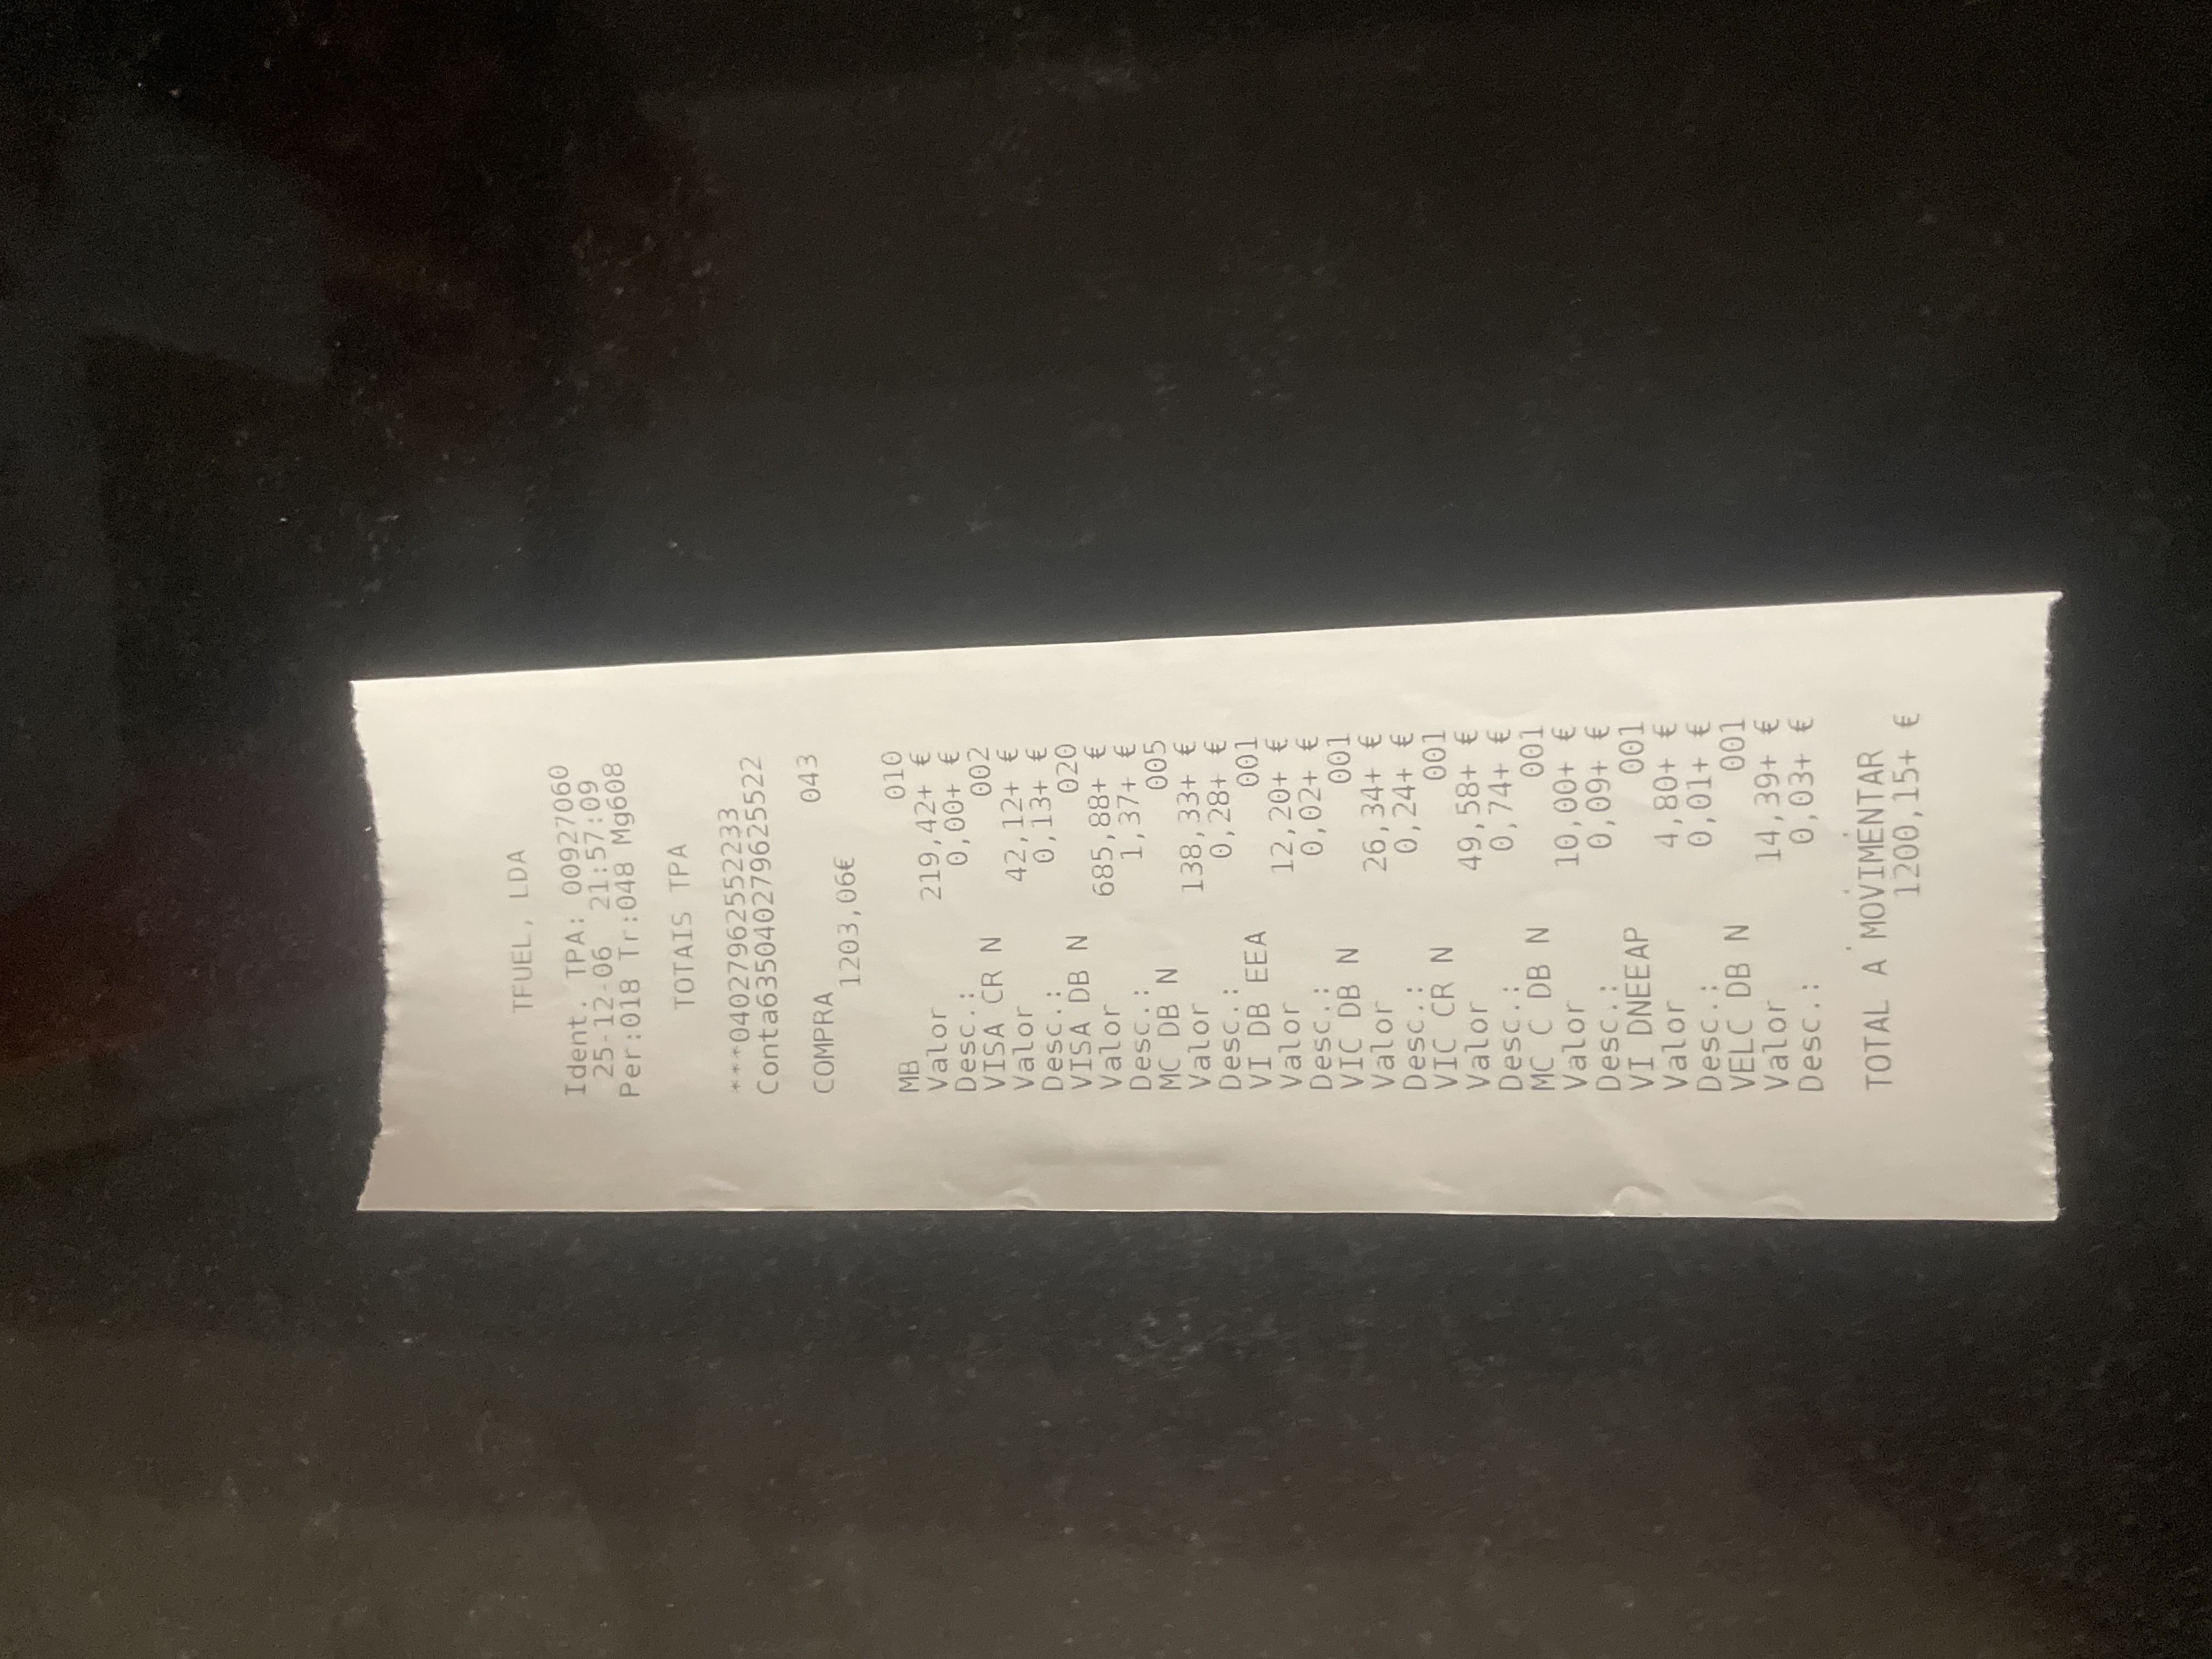 TFUEL, LDA
Ident. TPA: 00927060
25-12-06 21:57:09
Per:018 Tr:048 Mg608
TOTAIS TPA
***0402796255 2233
Conta635040279625522
COMPRA 043
1203,06€
MB 010
Valor 219,42+ €
Desc.: 0,00+ €
VISA CR N 002
Valor 42,12+ €
Desc.: 0,13+ €
VISA DB N 020
Valor 685,88+ €
Desc.: 1,37+ €
MC DB N 005
Valor 138,33+ €
Desc.: 0,28+ €
VI DB EEA 001
Valor 12,20+ €
Desc.: 0,02+ €
VIC DB N 001
Valor 26,34+ €
Desc.: 0,24+ €
VIC CR N 001
Valor 49,58+ €
Desc.: 0,74+ €
MC C DB N 001
Valor 10,00+ €
Desc.: 0,09+ €
VI DNEEAP 001
Valor 4,80+ €
Desc.: 0,01+ €
VELC DB N 001
Valor 14,39+ €
Desc.: 0,03+ €
TOTAL A MOVIMENTAR
1200,15+ €